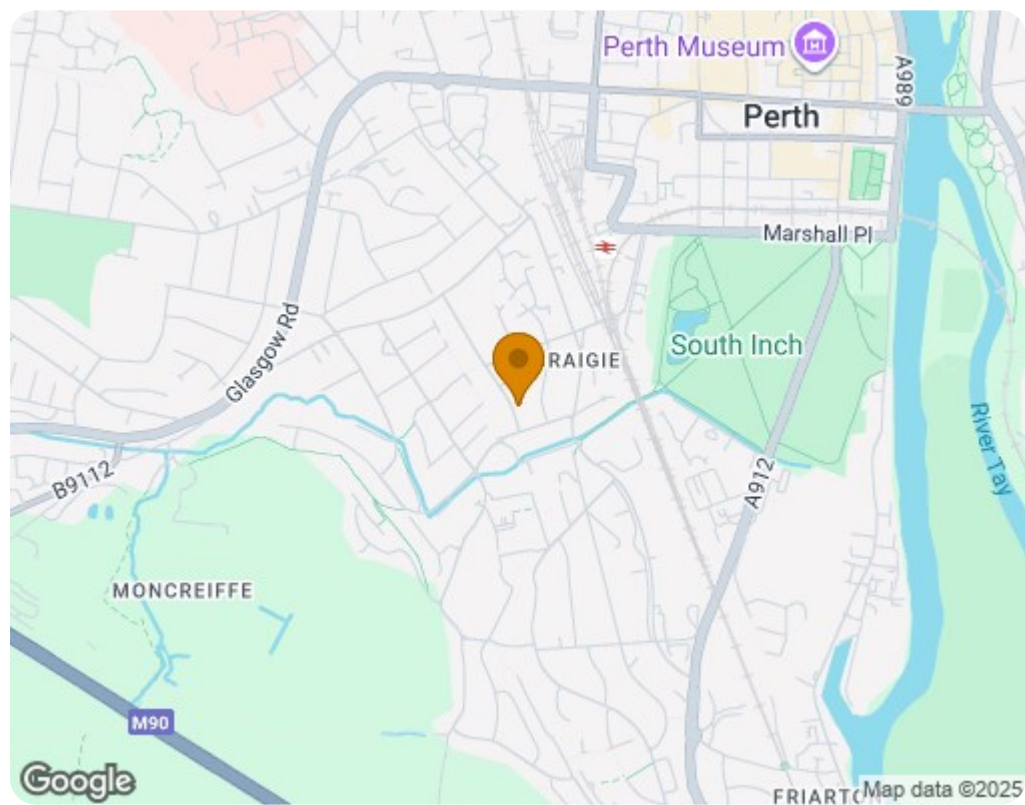 Perth Museum
A989
Perth
Marshall Pl
Glasgow Rd
RAIGIE
South Inch
River Tay
B9112
A912
MONCREIFFE
M90
FRIARTO
Google
Map data ©2025